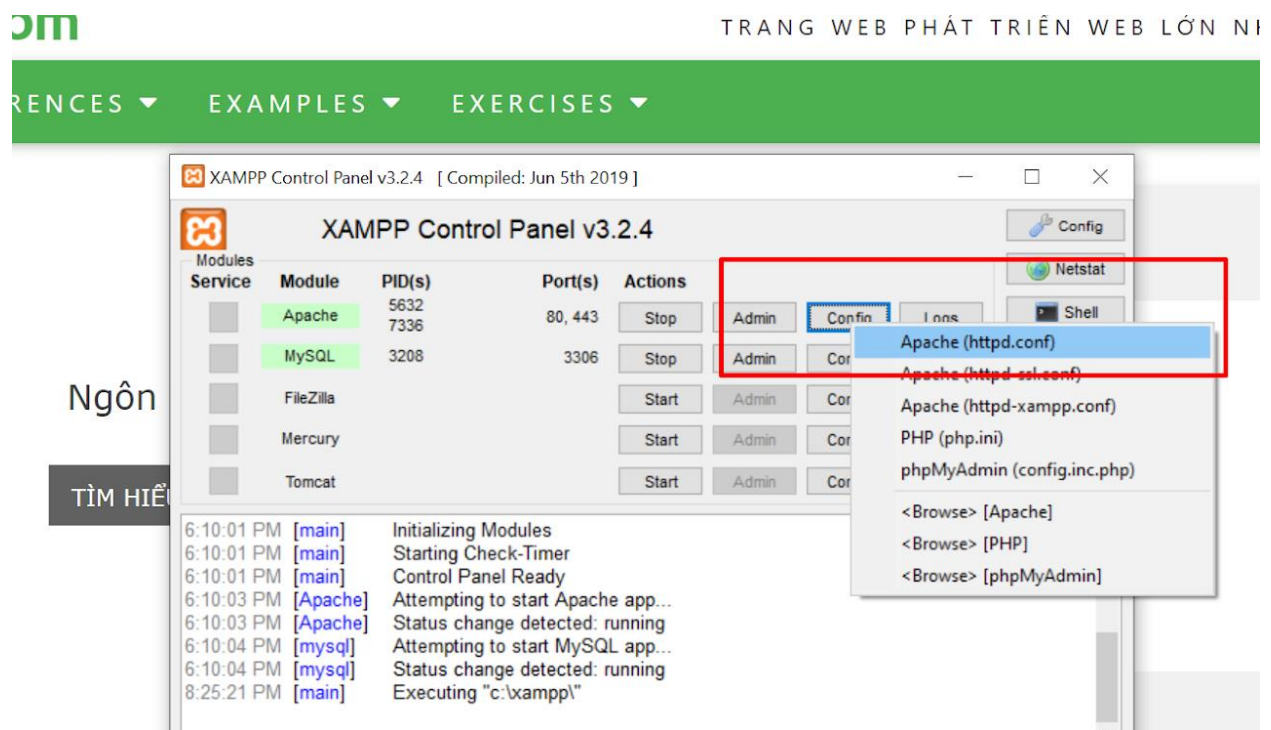 om
TRANG WEB PHÁT TRIỂN WEB LỚN NH
RENCES EXAMPLES EXERCISES
XAMPP Control Panel v3.2.4 [ Compiled: Jun 5th 2019 ]
XAMPP Control Panel v3.2.4
Config
Modules
Netstat
Service Module PID(s) Port(s) Actions
Shell
Apache 5632 7336 80, 443 Stop Admin Config Logs
Apache (httpd.conf)
MySQL 3208 3306 Stop Admin Con
Apache (httpd-ssl.conf)
Ngôn
FileZilla Start Admin Con
Apache (httpd-xampp.conf)
Mercury Start Admin Con
PHP (php.ini)
phpMyAdmin (config.inc.php)
Tomcat Start Admin Con
TÌM HIỂU
<Browse> [Apache]
<Browse> [PHP]
<Browse> [phpMyAdmin]
6:10:01 PM [main] Initializing Modules
6:10:01 PM [main] Starting Check-Timer
6:10:01 PM [main] Control Panel Ready
6:10:03 PM [Apache] Attempting to start Apache app...
6:10:03 PM [Apache] Status change detected: running
6:10:04 PM [mysql] Attempting to start MySQL app...
6:10:04 PM [mysql] Status change detected: running
8:25:21 PM [main] Executing "c:\xampp\"